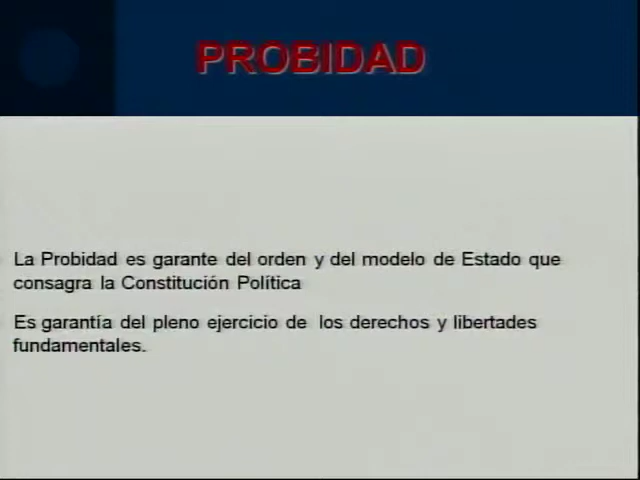 PROBIDAD
La Probidad es garante del orden y del modelo de Estado que
consagra la Constitución Política
Es garantía del pleno ejercicio de los derechos y libertades
fundamentales.